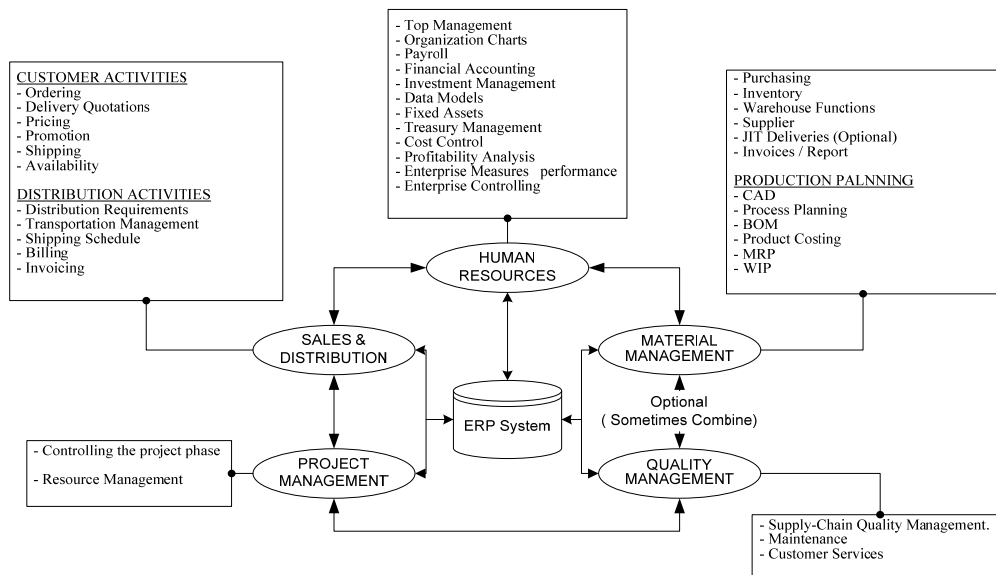 - Top Management
- Organization Charts
- Payroll
- Financial Accounting
- Investment Management
- Data Models
- Fixed Assets
- Treasury Management
- Cost Control
- Profitability Analysis
- Enterprise Measures performance
- Enterprise Controlling
CUSTOMER ACTIVITIES
- Ordering
- Delivery Quotations
- Pricing
- Promotion
- Shipping
- Availability
DISTRIBUTION ACTIVITIES
- Distribution Requirements
- Transportation Management
- Shipping Schedule
- Billing
- Invoicing
- Purchasing
- Inventory
- Warehouse Functions
- Supplier
- JIT Deliveries (Optional)
- Invoices / Report
PRODUCTION PALNNING
- CAD
- Process Planning
- BOM
- Product Costing
- MRP
- WIP
HUMAN
RESOURCES
SALES &
DISTRIBUTION
MATERIAL
MANAGEMENT
ERP System
Optional
( Sometimes Combine)
- Controlling the project phase
- Resource Management
PROJECT
MANAGEMENT
QUALITY
MANAGEMENT
- Supply-Chain Quality Management.
- Maintenance
- Customer Services